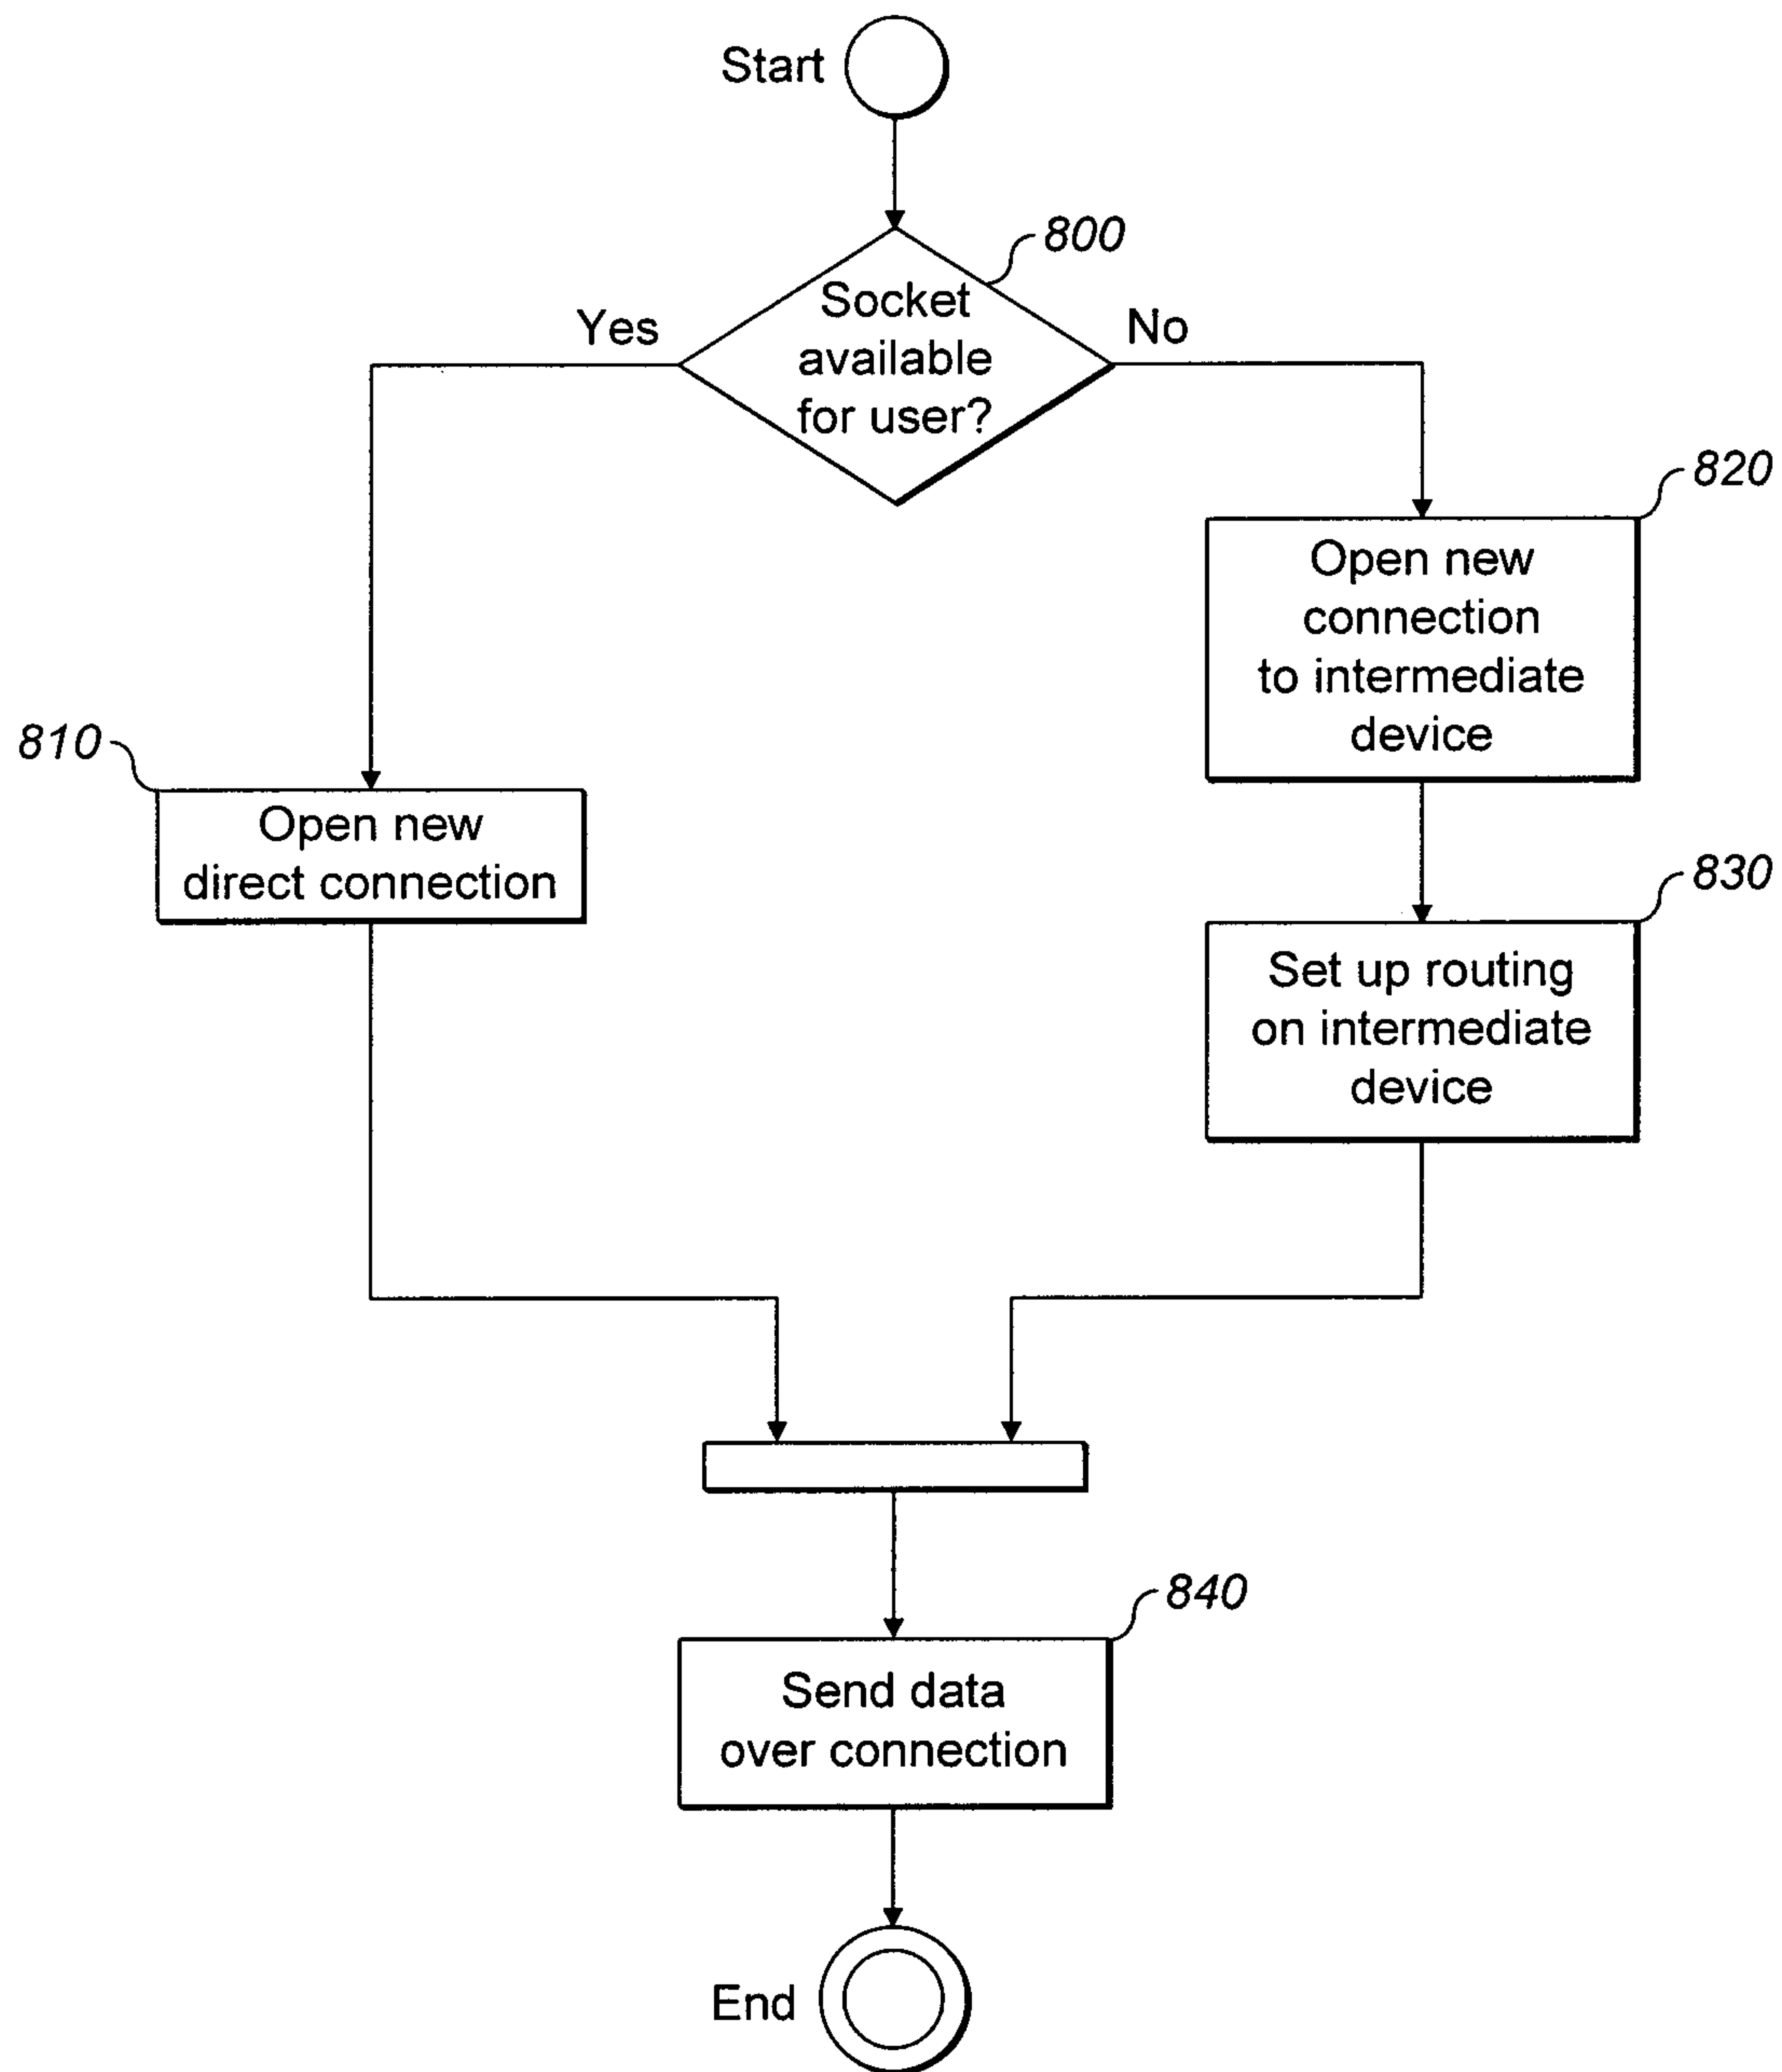 Start
800
Socket
available
for user?
Yes
No
820
Open new
connection
to intermediate
device
810
Open new
direct connection
830
Set up routing
on intermediate
device
840
Send data
over connection
End